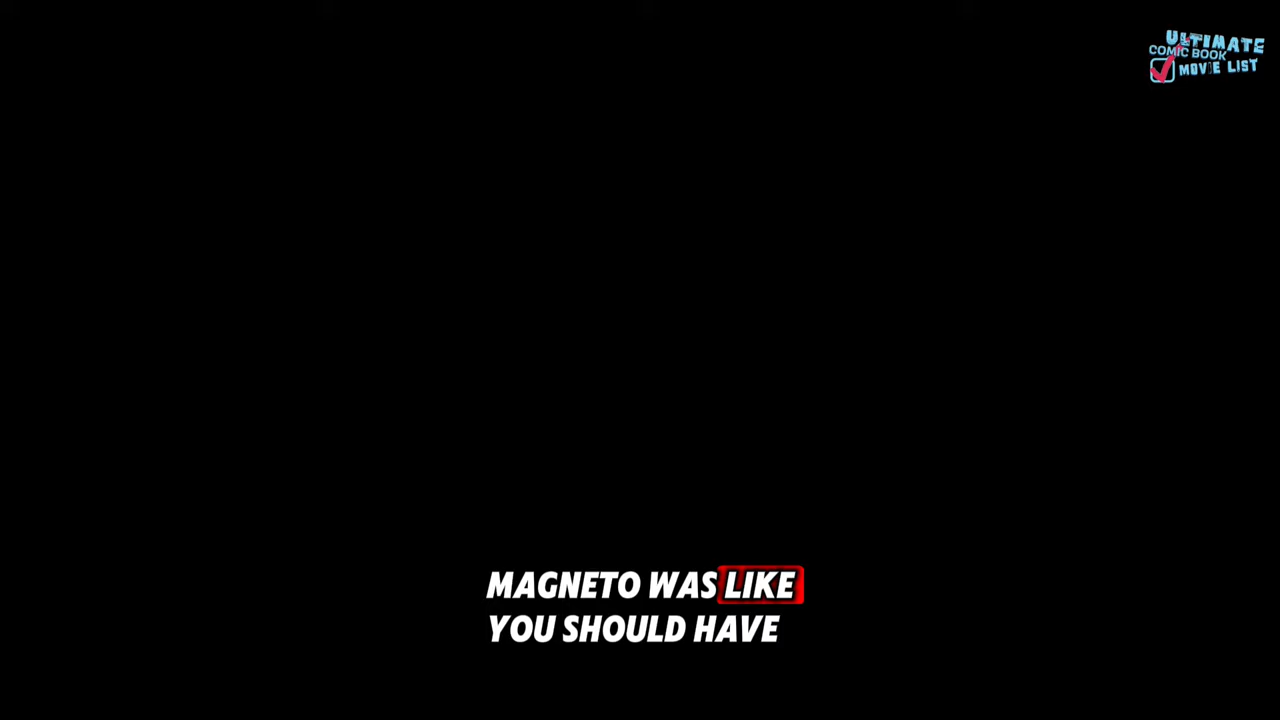 ULTIMATE
COMIC BOOK
MOVIE LIST
MAGNETO WAS LIKE
YOU SHOULD HAVE